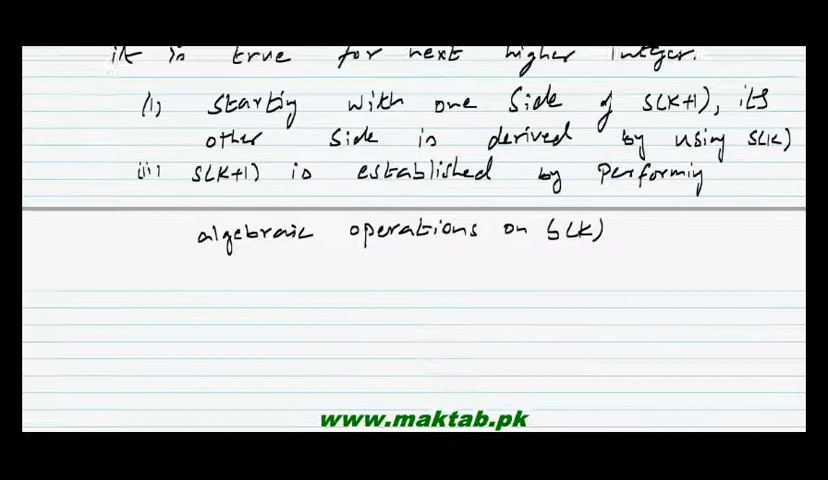 it is true for next higher integer.
(i) Starting with one Side of S(K+1), its
other side is derived by using S(K)
(ii) S(K+1) is established by Performing
algebraic operations on S(K)
www.maktab.pk